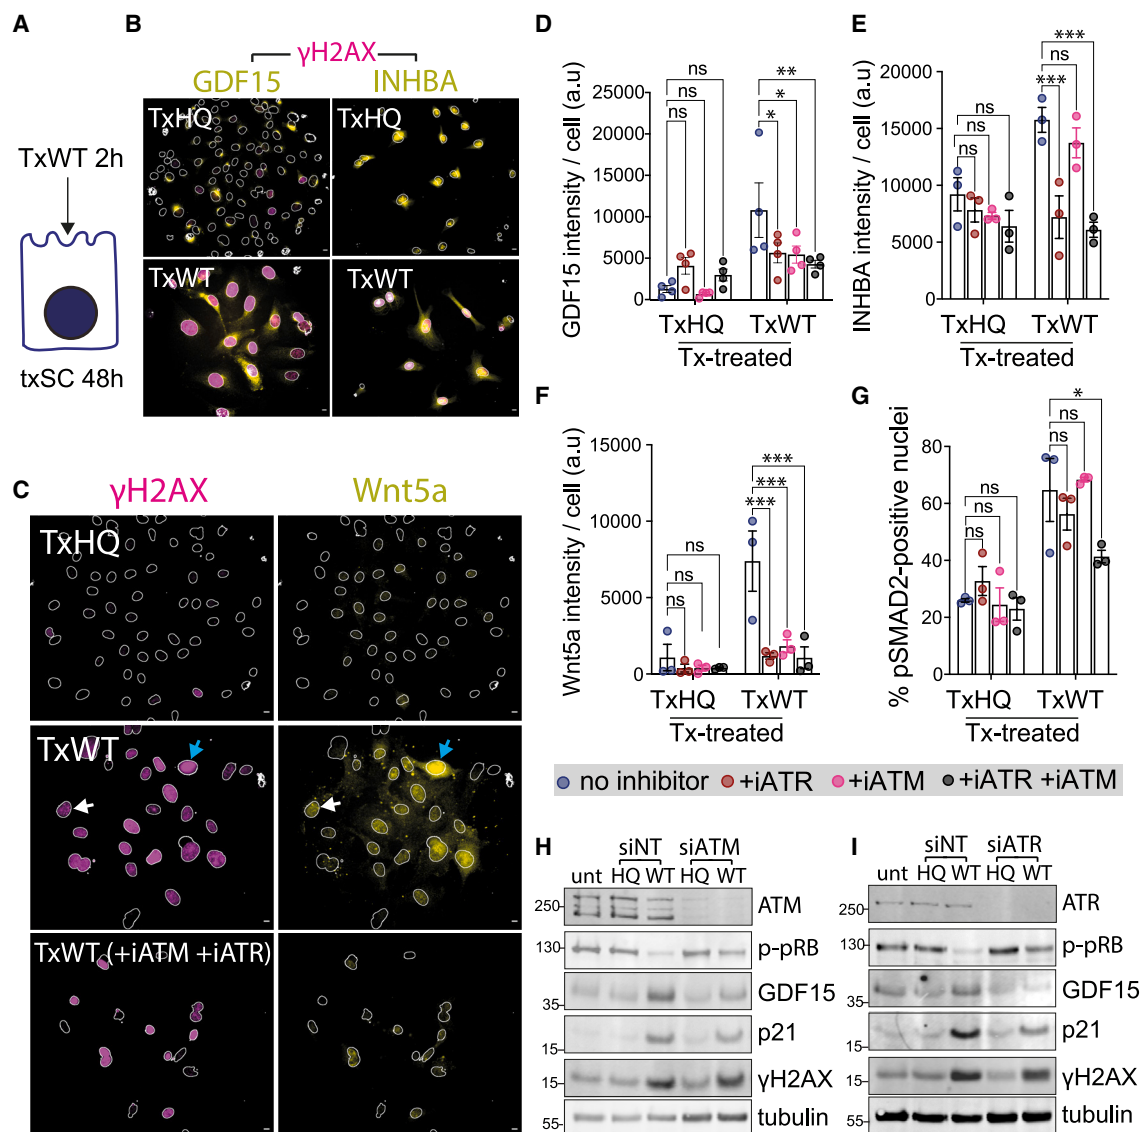 A
TxWT 2h
txSC 48h
B
γH2AX
GDF15
INHBA
TxHQ
TxHQ
TxWT
TxWT
C
γH2AX
Wnt5a
TxHQ
TxWT
TxWT (+iATM +iATR)
D
GDF15 intensity / cell (a.u)
25000
20000
15000
10000
5000
0
ns
ns
ns
**
*
*
TxHQ
TxWT
Tx-treated
E
INHBA intensity / cell (a.u)
20000
15000
10000
5000
0
ns
ns
ns
***
ns
***
TxHQ
TxWT
Tx-treated
F
Wnt5a intensity / cell (a.u)
15000
10000
5000
0
ns
ns
ns
***
***
***
TxHQ
TxWT
Tx-treated
G
% pSMAD2-positive nuclei
80
60
40
20
0
ns
ns
ns
*
ns
ns
TxHQ
TxWT
Tx-treated
no inhibitor +iATR +iATM +iATR +iATM
H
siNT siATM
unt HQ WT HQ WT
250 ATM
130 p-pRB
35 GDF15
15 p21
15 γH2AX
55 tubulin
I
siNT siATR
unt HQ WT HQ WT
250 ATR
130 p-pRB
35 GDF15
15 p21
15 γH2AX
55 tubulin